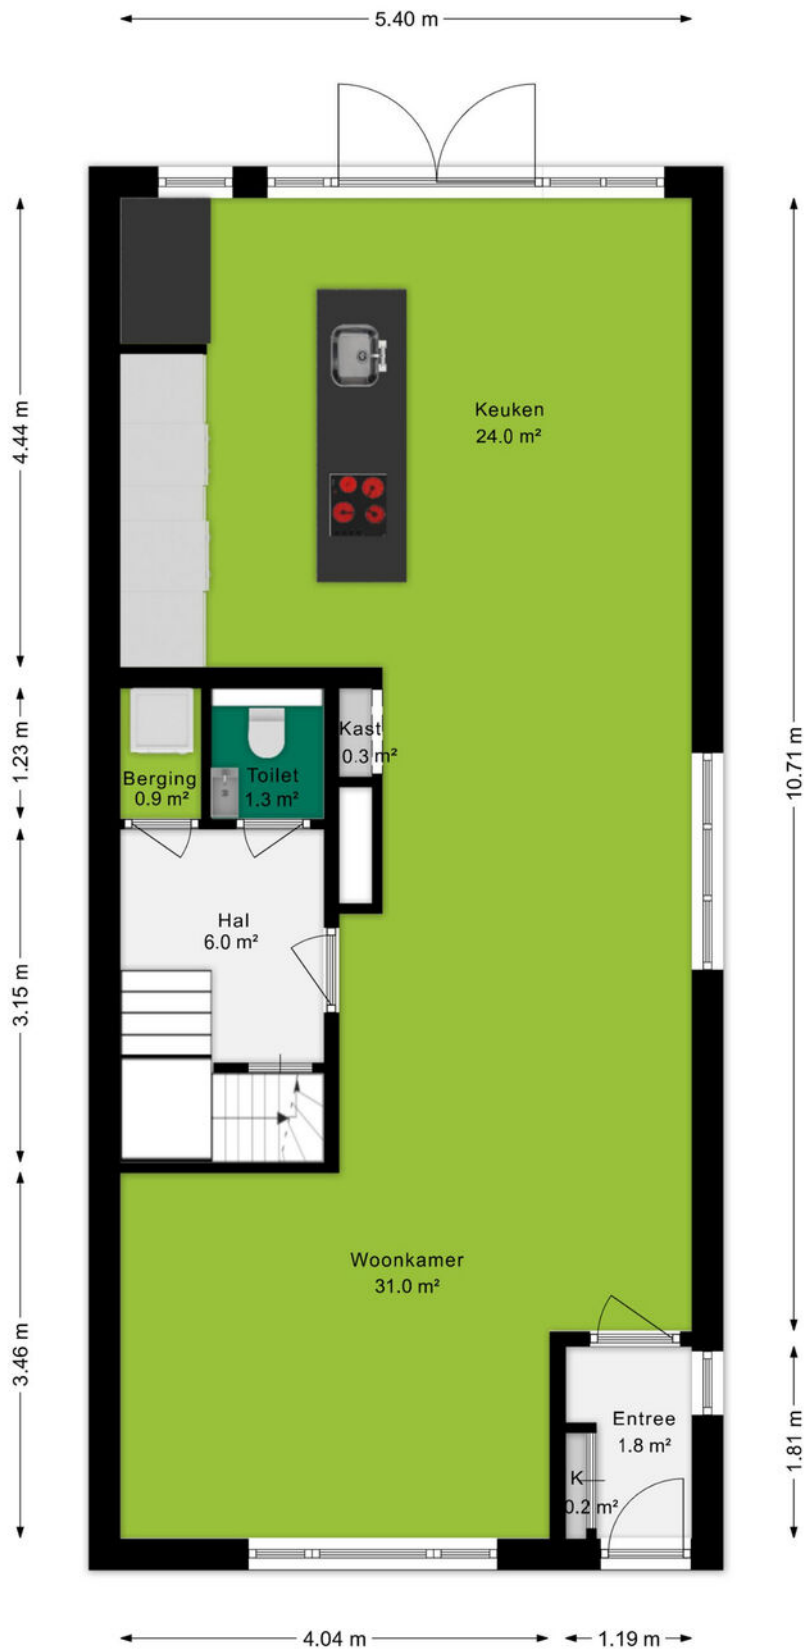 5.40 m
4.44 m
Keuken
24.0 m²
10.71 m
1.23 m
Kast
0.3 m²
Berging
0.9 m²
Toilet
1.3 m²
Hal
6.0 m²
3.15 m
Woonkamer
31.0 m²
3.46 m
Entree
1.8 m²
1.81 m
K
0.2 m²
4.04 m
1.19 m